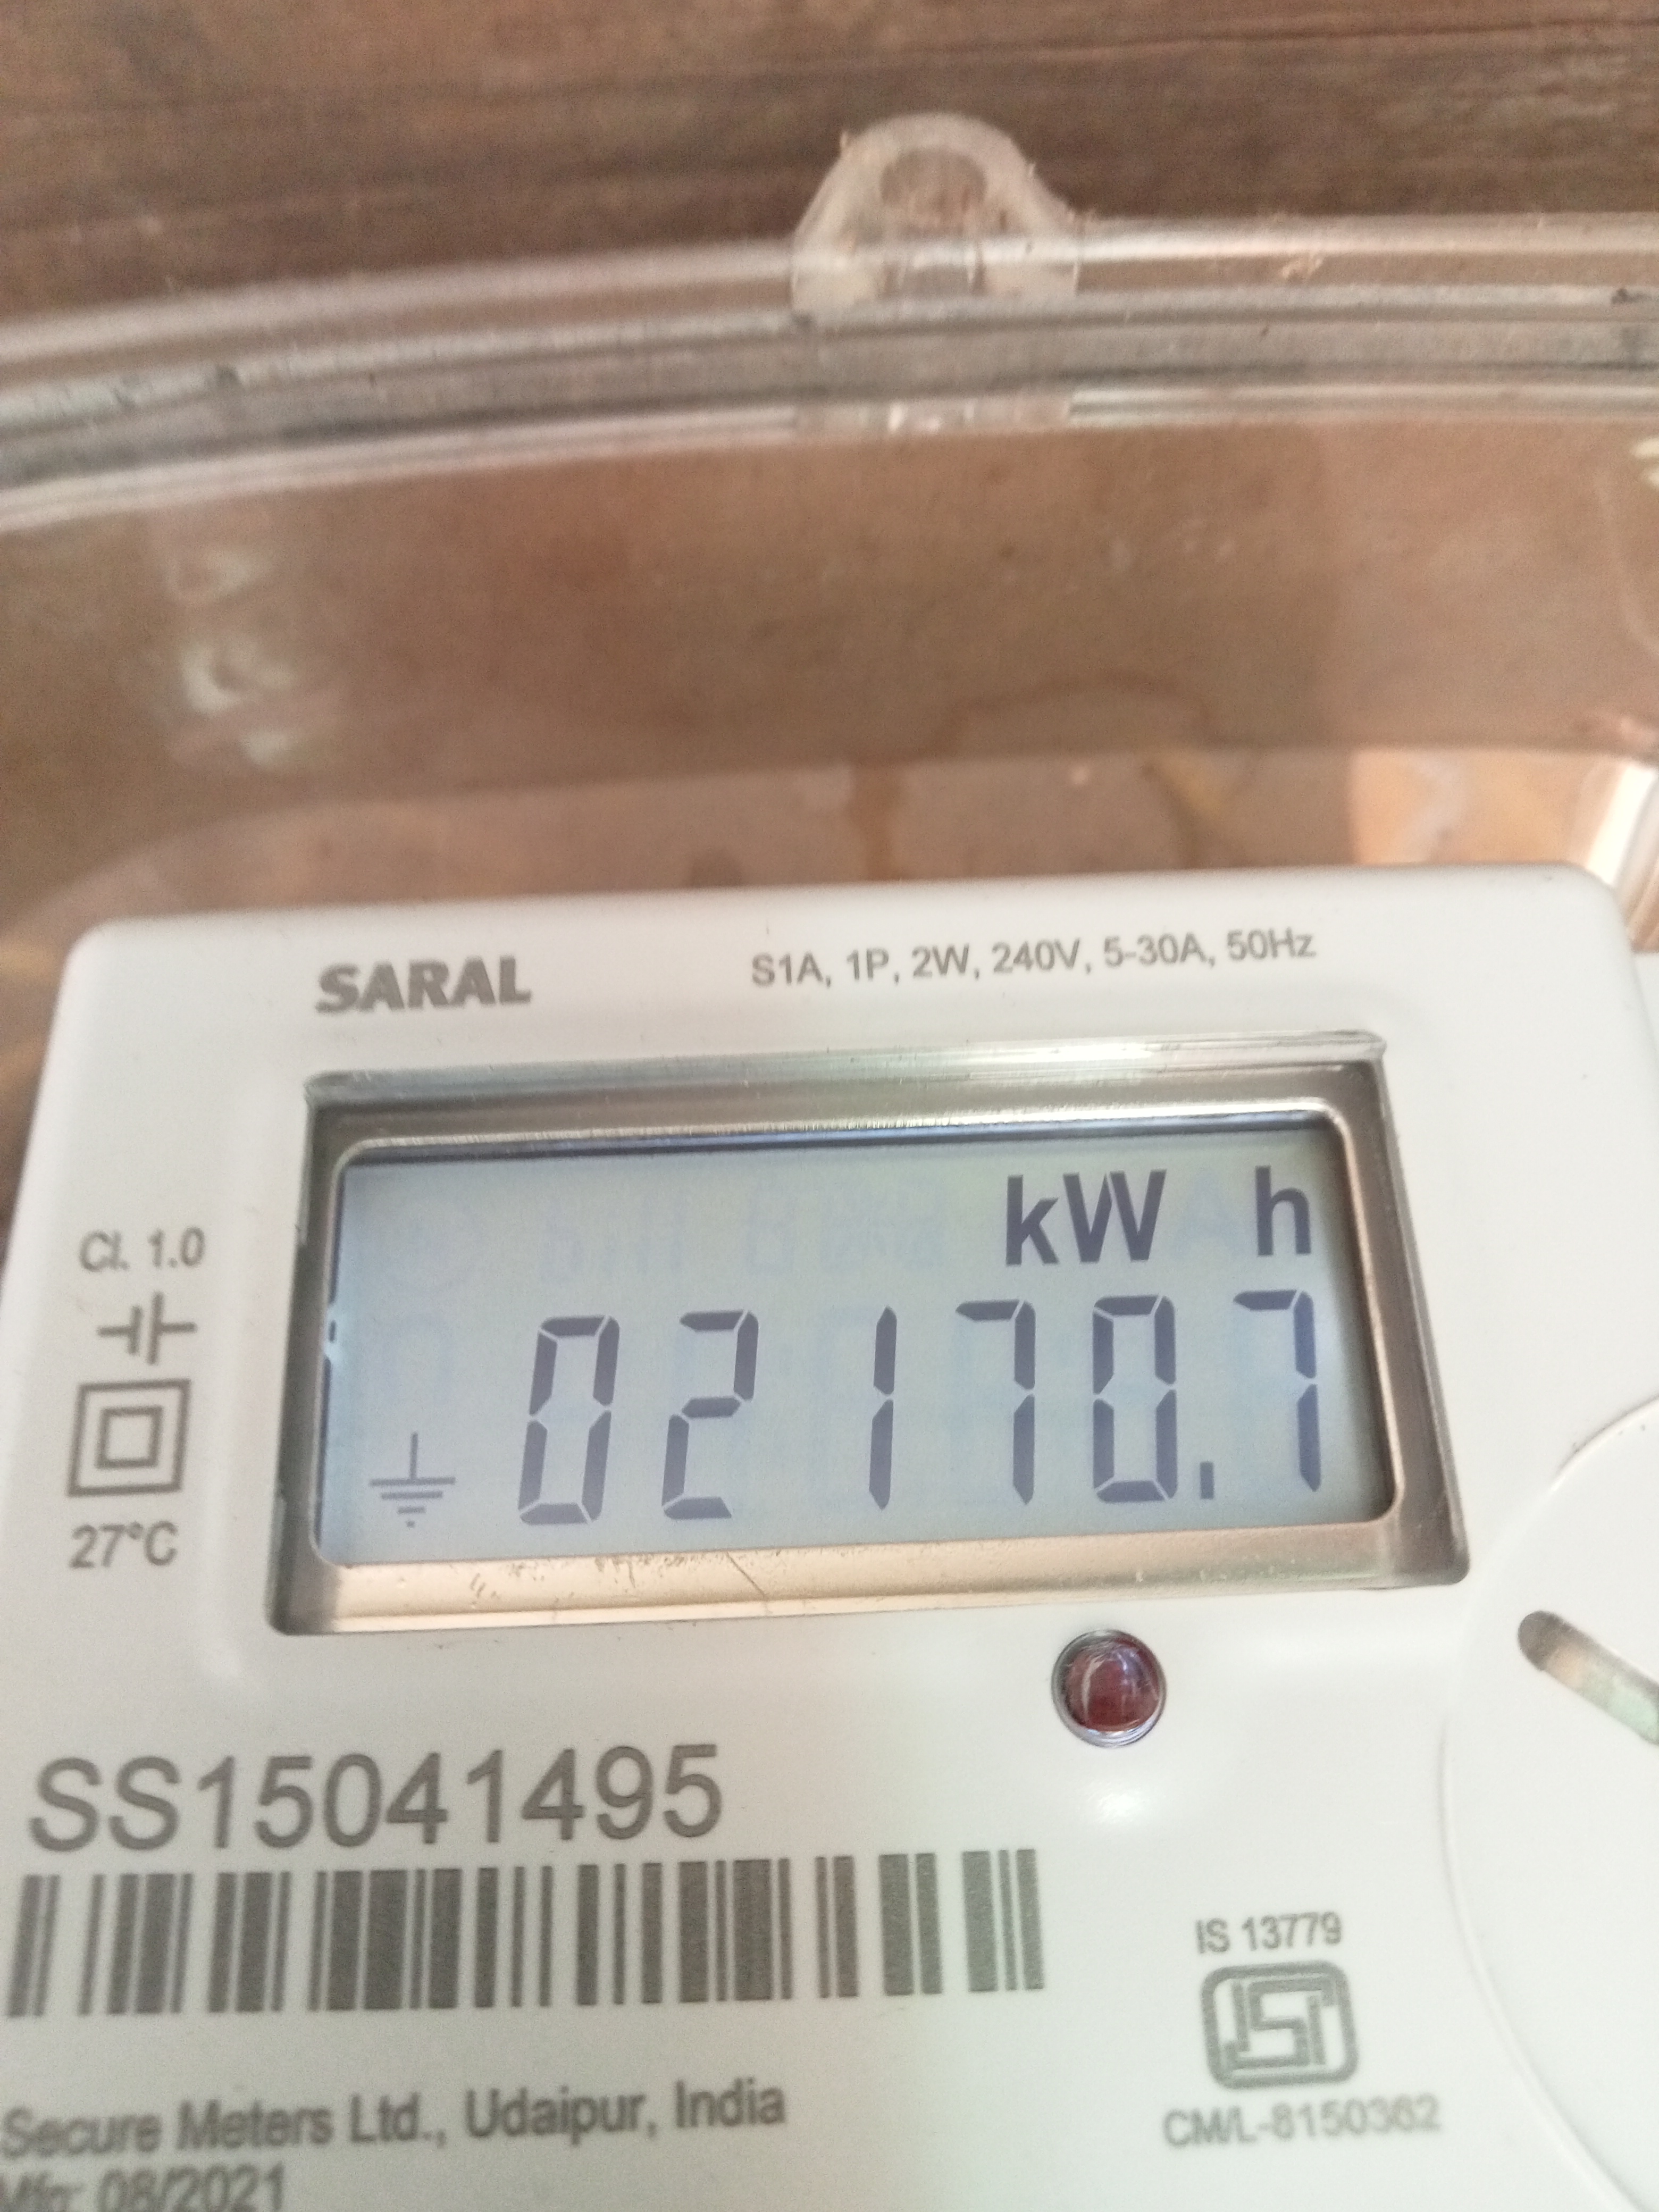 SARAL
S1A, 1P, 2W, 240V, 5-30A, 50Hz
kW h
02170.7
Cl. 1.0
27°C
SS15041495
IS 13779
ISI
CM/L-8150362
Secure Meters Ltd., Udaipur, India
Mfg: 08/2021